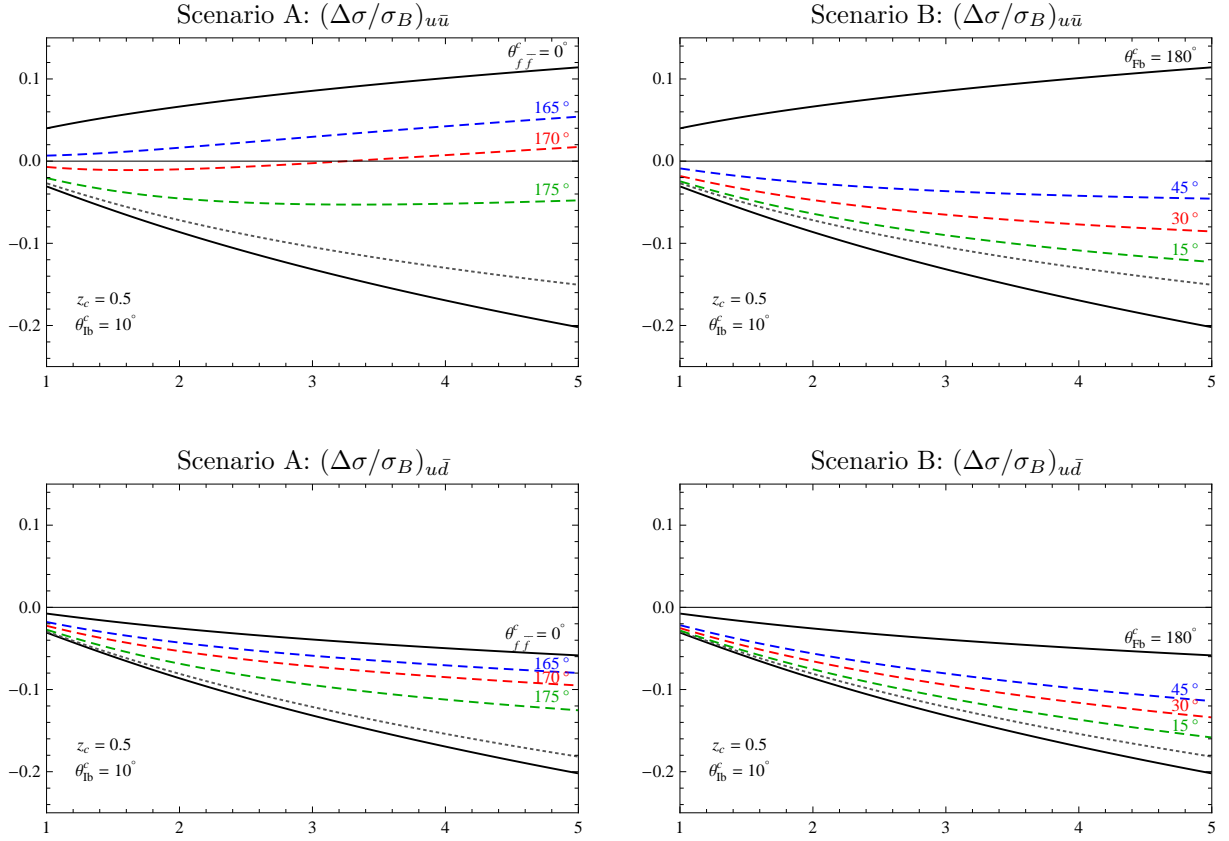 Scenario A: (Δσ/σ_B)_{uū}
θ^c_{f f̄} = 0°
0.1
165°
170°
0.0
175°
−0.1
z_c = 0.5
θ^c_{Ib} = 10°
−0.2
1 2 3 4 5
Scenario B: (Δσ/σ_B)_{uū}
θ^c_{Fb} = 180°
0.1
0.0
45°
30°
15°
−0.1
z_c = 0.5
θ^c_{Ib} = 10°
−0.2
1 2 3 4 5
Scenario A: (Δσ/σ_B)_{ud̄}
0.1
0.0
θ^c_{f f̄} = 0°
165°
170°
175°
−0.1
z_c = 0.5
θ^c_{Ib} = 10°
−0.2
1 2 3 4 5
Scenario B: (Δσ/σ_B)_{ud̄}
0.1
0.0
θ^c_{Fb} = 180°
45°
30°
15°
−0.1
z_c = 0.5
θ^c_{Ib} = 10°
−0.2
1 2 3 4 5